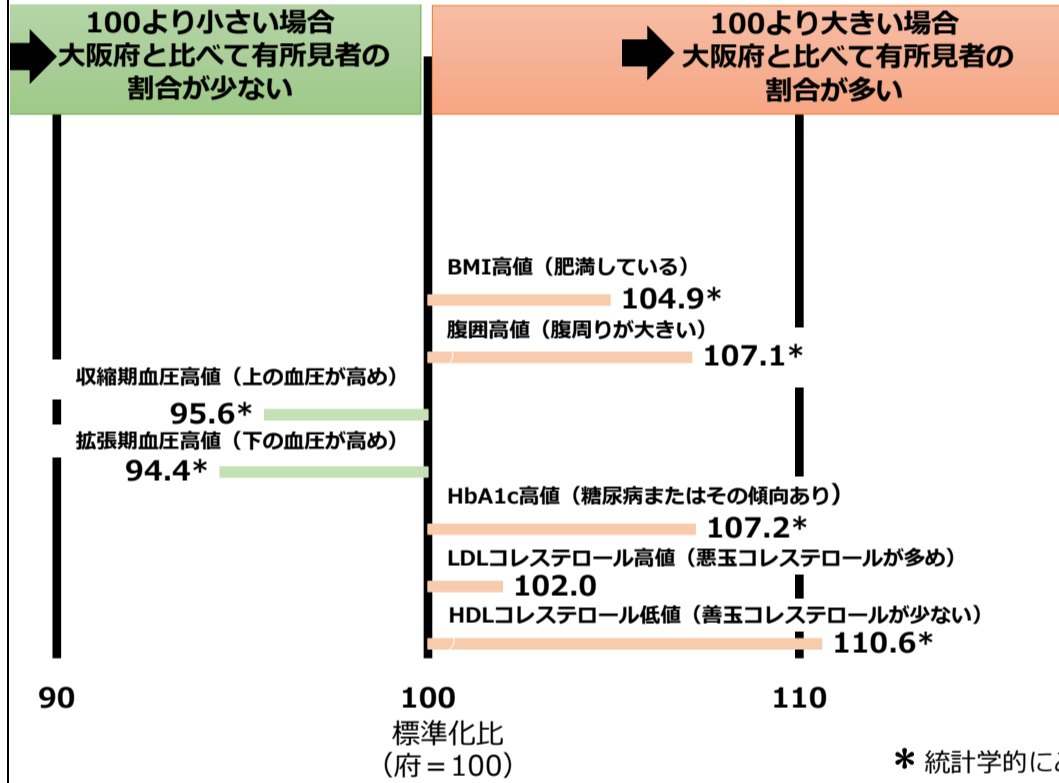 100より小さい場合
大阪府と比べて有所見者の
割合が少ない
100より大きい場合
大阪府と比べて有所見者の
割合が多い
BMI高値（肥満している）
104.9*
腹囲高値（腹周りが大きい）
107.1*
収縮期血圧高値（上の血圧が高め）
95.6*
拡張期血圧高値（下の血圧が高め）
94.4*
HbA1c高値（糖尿病またはその傾向あり）
107.2*
LDLコレステロール高値（悪玉コレステロールが多め）
102.0
HDLコレステロール低値（善玉コレステロールが少ない）
110.6*
90
100
110
標準化比
（府＝100）
* 統計学的に